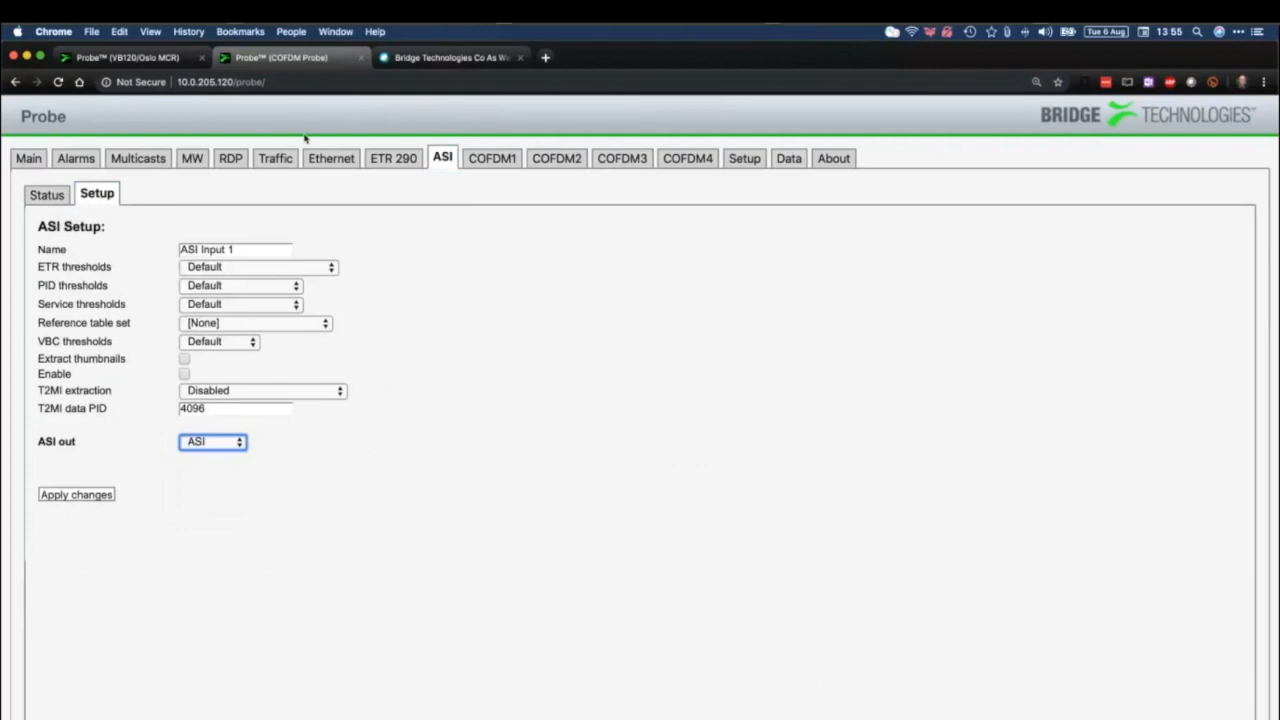 Chrome File Edit View History Bookmarks People Window Help Tue 6 Aug 13 55
Probe™ (VB120/Oslo MCR) Probe™ (COFDM Probe) Bridge Technologies Co As
Not Secure 10.0.205.120/probe/
Probe BRIDGE TECHNOLOGIES™
Main Alarms Multicasts MW RDP Traffic Ethernet ETR 290 ASI COFDM1 COFDM2 COFDM3 COFDM4 Setup Data About
Status Setup
ASI Setup:
Name ASI Input 1
ETR thresholds Default
PID thresholds Default
Service thresholds Default
Reference table set [None]
VBC thresholds Default
Extract thumbnails
Enable
T2MI extraction Disabled
T2MI data PID 4096
ASI out ASI
Apply changes